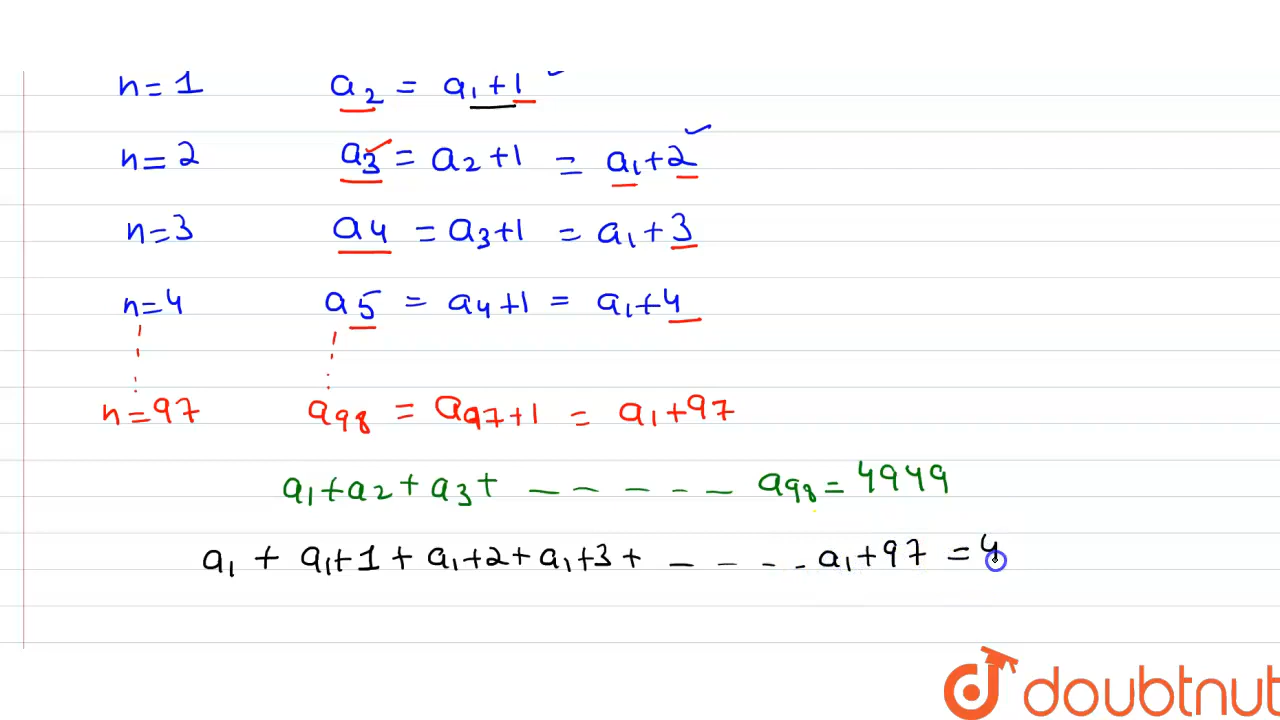 n=1 a2 = a1+1
n=2 a3 = a2+1 = a1+2
n=3 a4 = a3+1 = a1+3
n=4 a5 = a4+1 = a1+4
n=97 a98 = a97+1 = a1+97
a1+a2+a3+ ------ a98=4949
a1 + a1+1 + a1+2+a1+3+ ---- a1+97 =4
doubtnut